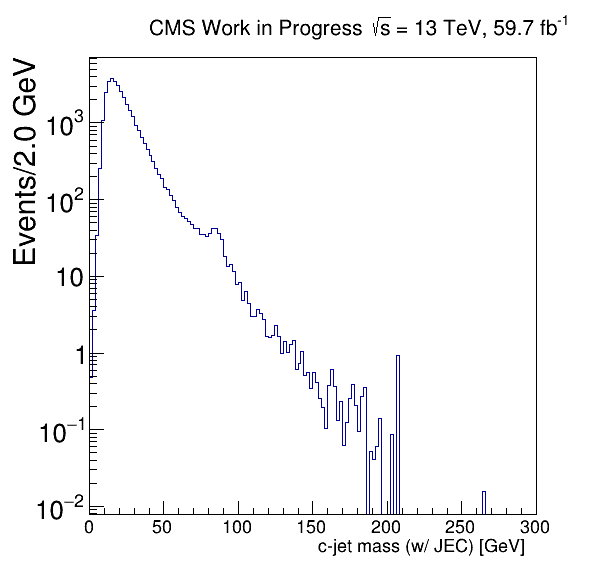 CMS Work in Progress √s = 13 TeV, 59.7 fb⁻¹
Events/2.0 GeV
10³
10²
10
1
10⁻¹
10⁻²
0 50 100 150 200 250 300
c-jet mass (w/ JEC) [GeV]